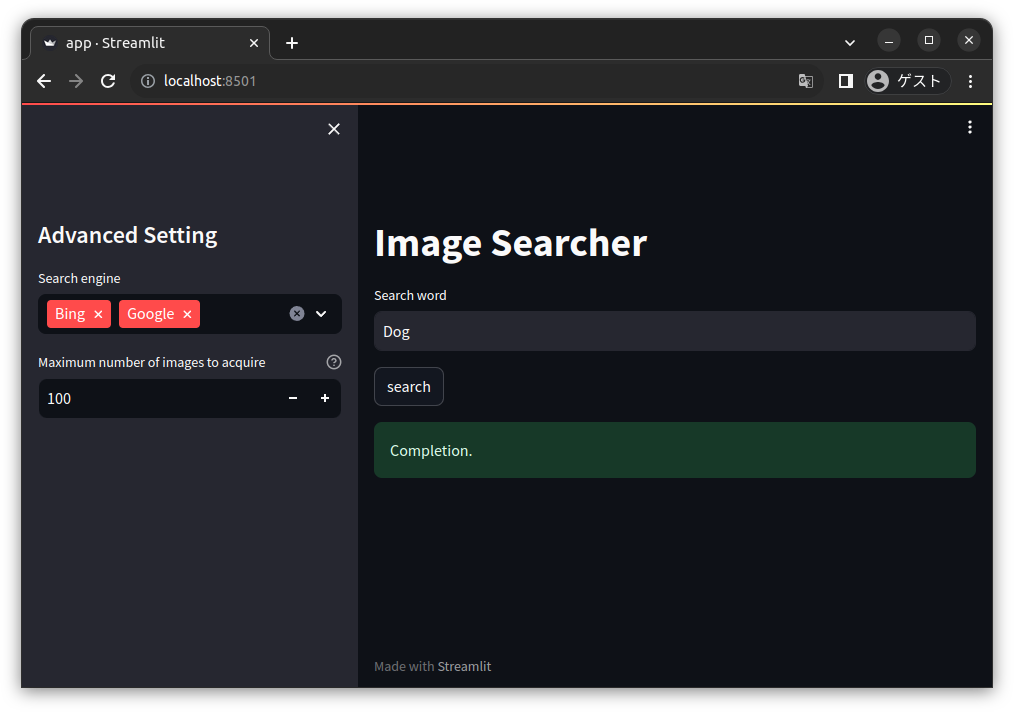 app · Streamlit
localhost:8501
ゲスト
Advanced Setting
Search engine
Bing
Google
Maximum number of images to acquire
100
Image Searcher
Search word
Dog
search
Completion.
Made with Streamlit